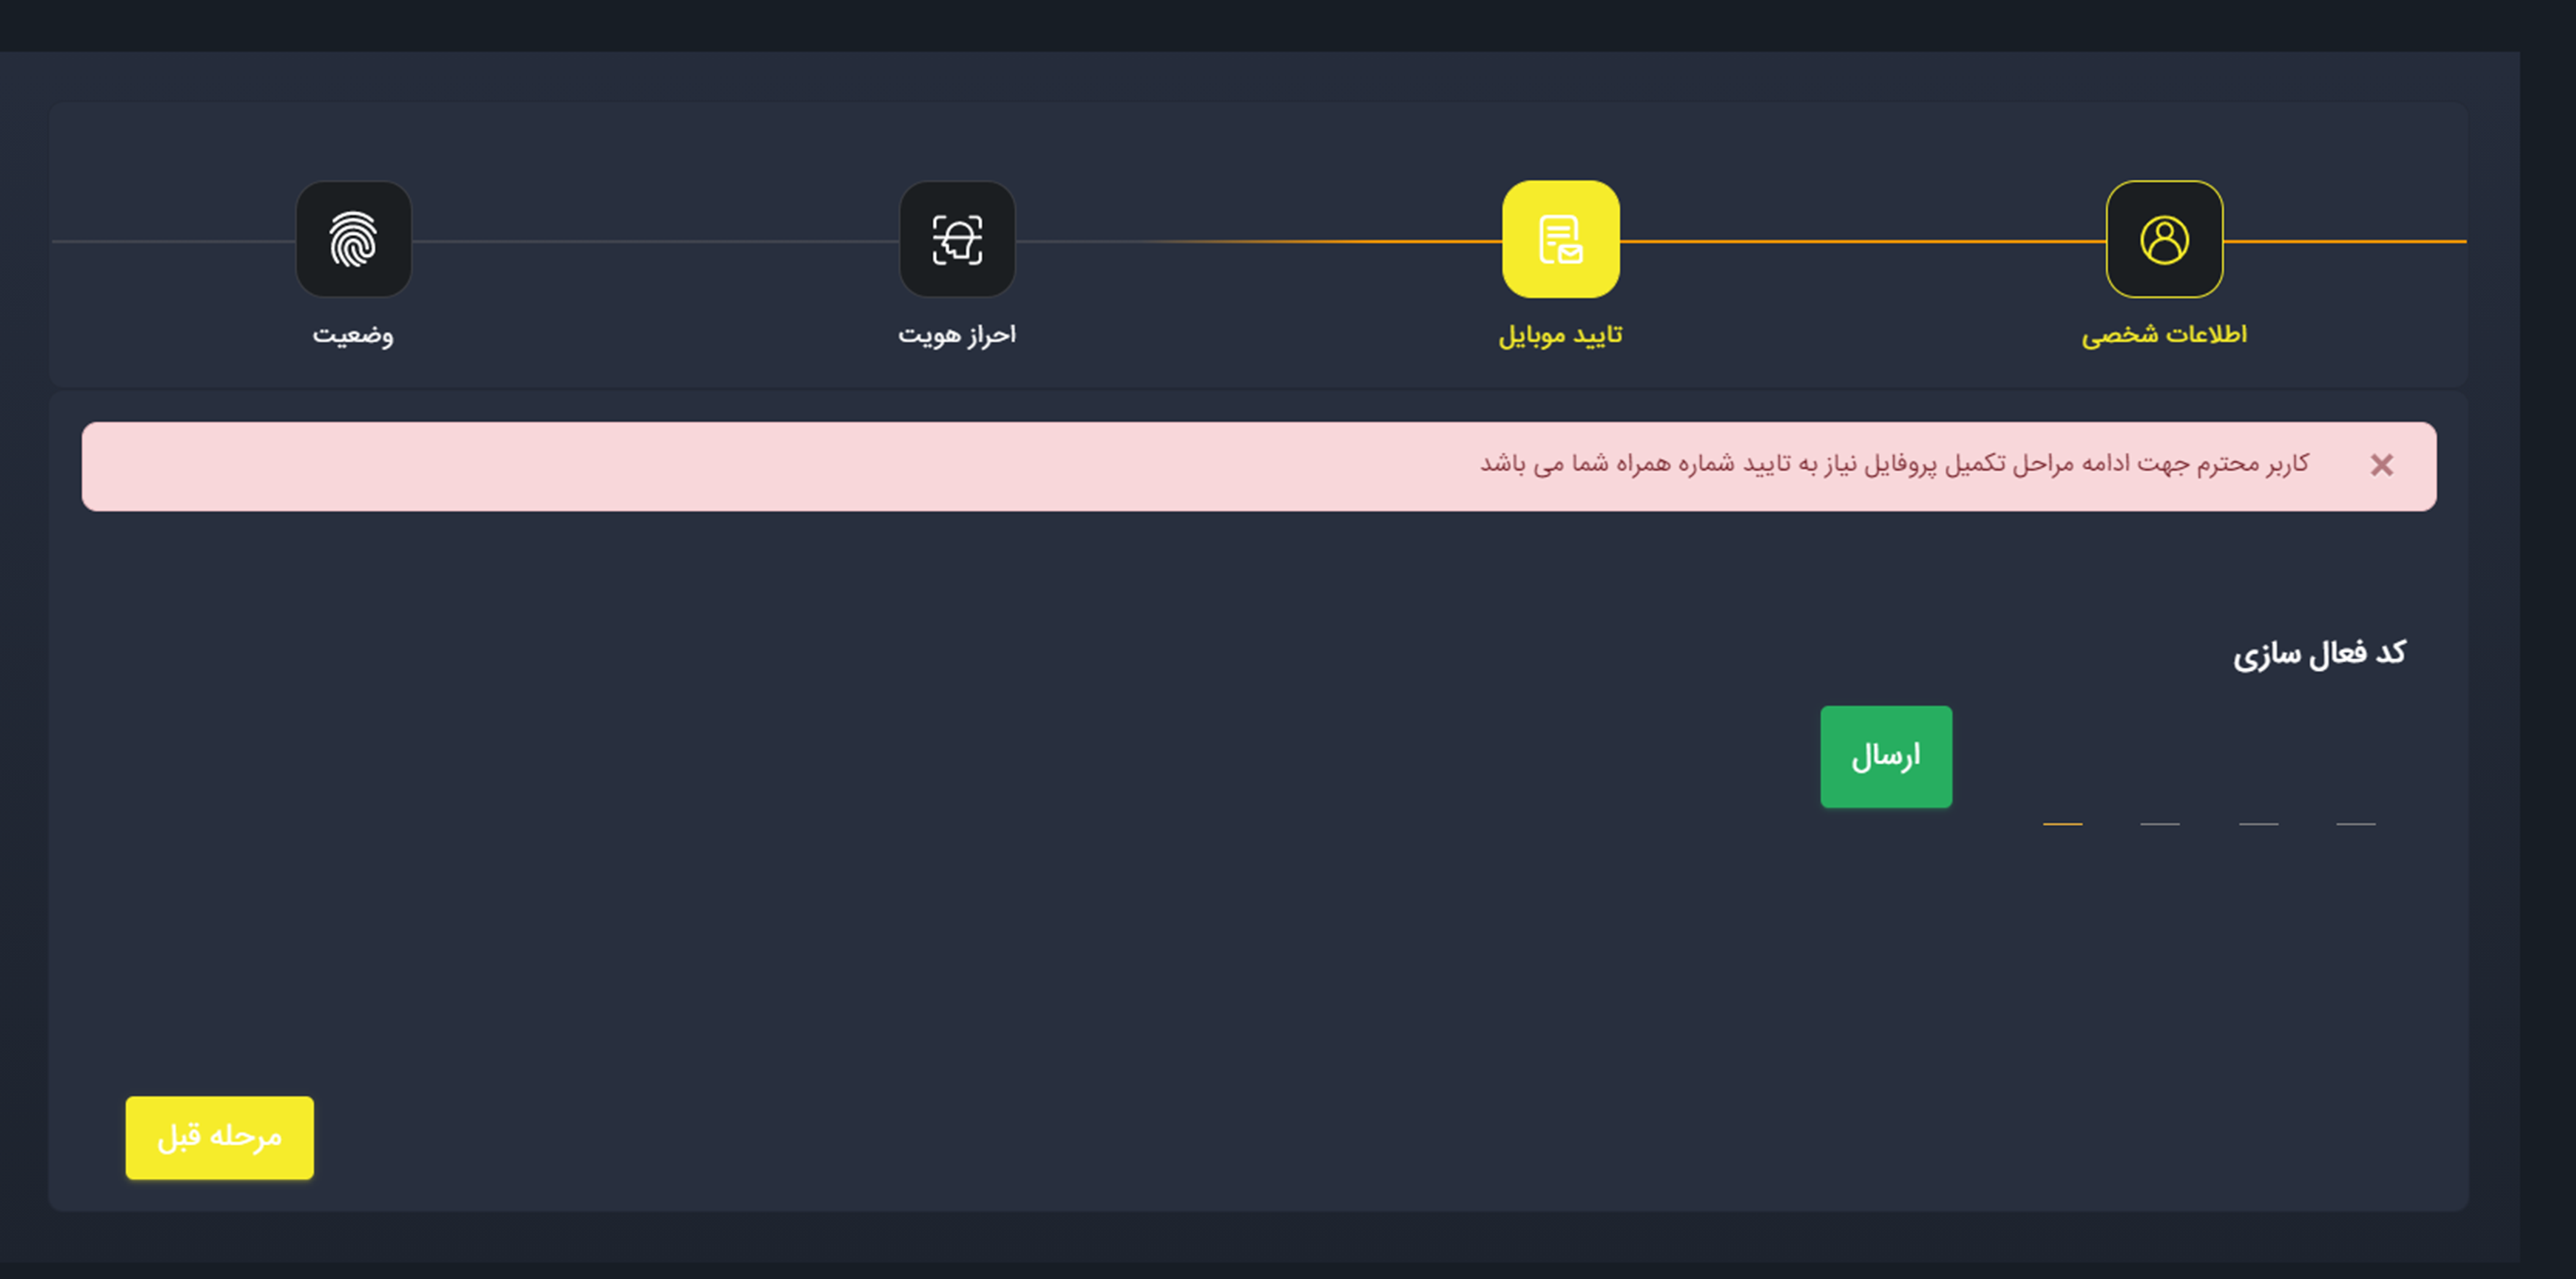 اطلاعات شخصی
تایید موبایل
احراز هویت
وضعیت
کاربر محترم جهت ادامه مراحل تکمیل پروفایل نیاز به تایید شماره همراه شما می باشد
کد فعال سازی
ارسال
مرحله قبل